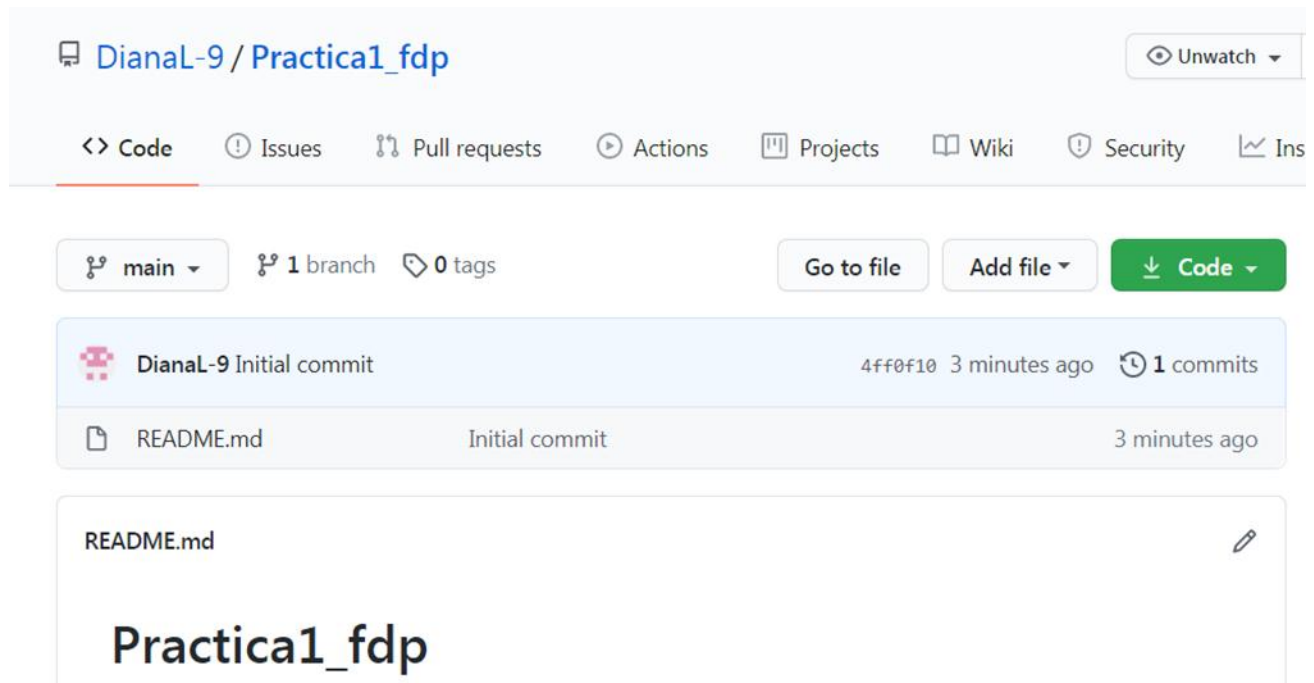 DianaL-9 / Practica1_fdp
Unwatch
Code Issues Pull requests Actions Projects Wiki Security Ins
main 1 branch 0 tags Go to file Add file Code
DianaL-9 Initial commit 4ff0f10 3 minutes ago 1 commits
README.md Initial commit 3 minutes ago
README.md
Practica1_fdp